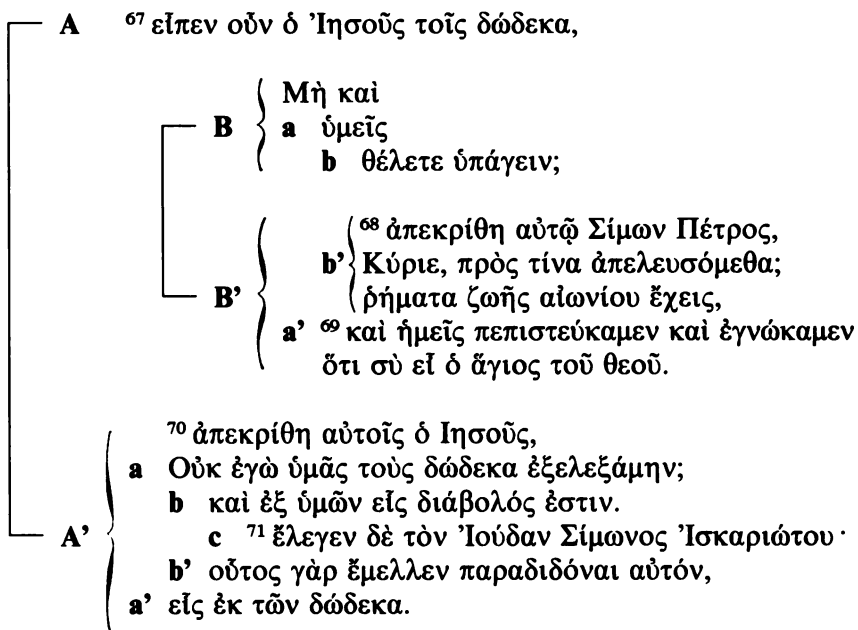 A ⁶⁷ εἶπεν οὖν ὁ Ἰησοῦς τοῖς δώδεκα,
Μὴ καὶ
B a ὑμεῖς
b θέλετε ὑπάγειν;
⁶⁸ ἀπεκρίθη αὐτῷ Σίμων Πέτρος,
b' Κύριε, πρὸς τίνα ἀπελευσόμεθα;
B' ῥήματα ζωῆς αἰωνίου ἔχεις,
a' ⁶⁹ καὶ ἡμεῖς πεπιστεύκαμεν καὶ ἐγνώκαμεν
ὅτι σὺ εἶ ὁ ἅγιος τοῦ θεοῦ.
⁷⁰ ἀπεκρίθη αὐτοῖς ὁ Ιησοῦς,
a Οὐκ ἐγὼ ὑμᾶς τοὺς δώδεκα ἐξελεξάμην;
b καὶ ἐξ ὑμῶν εἷς διάβολός ἐστιν.
A' c ⁷¹ ἔλεγεν δὲ τὸν Ἰούδαν Σίμωνος Ἰσκαριώτου·
b' οὗτος γὰρ ἔμελλεν παραδιδόναι αὐτόν,
a' εἷς ἐκ τῶν δώδεκα.